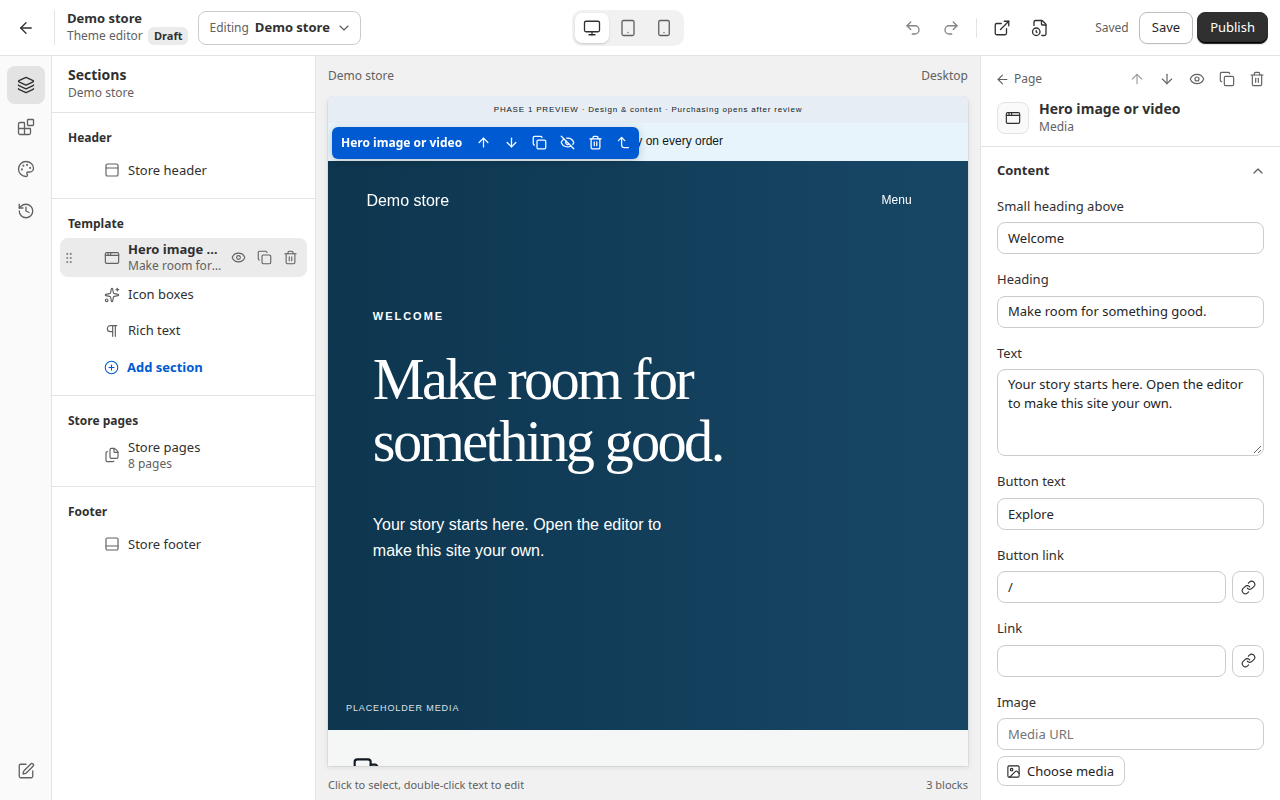 Demo store
Theme editor Draft
Editing Demo store
Saved
Save
Publish
Sections
Demo store
Header
Store header
Template
Hero image ...
Make room for...
Icon boxes
Rich text
Add section
Store pages
Store pages
8 pages
Footer
Store footer
Demo store
Desktop
PHASE 1 PREVIEW · Design & content · Purchasing opens after review
Hero image or video
on every order
Demo store
Menu
WELCOME
Make room for
something good.
Your story starts here. Open the editor to
make this site your own.
PLACEHOLDER MEDIA
Click to select, double-click text to edit
3 blocks
Page
Hero image or video
Media
Content
Small heading above
Welcome
Heading
Make room for something good.
Text
Your story starts here. Open the editor
to make this site your own.
Button text
Explore
Button link
/
Link
Image
Media URL
Choose media